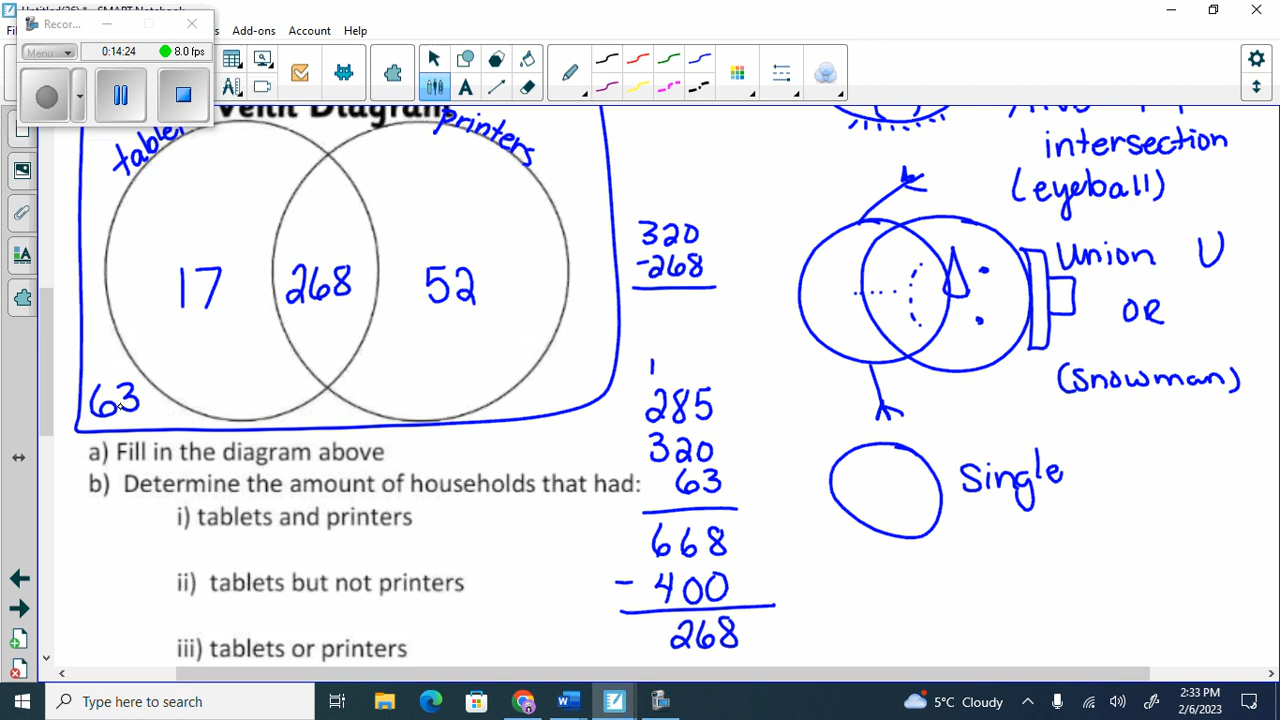 Recor...
Menu
0:14:24
8.0 fps
Add-ons Account Help
Venn Diagram
tablet
printers
17
268
52
63
320
-268
1
285
320
63
668
- 400
268
intersection
(eyeball)
Union U
OR
(snowman)
Single
a) Fill in the diagram above
b) Determine the amount of households that had:
i) tablets and printers
ii) tablets but not printers
iii) tablets or printers
Type here to search
5°C Cloudy
2:33 PM
2/6/2023